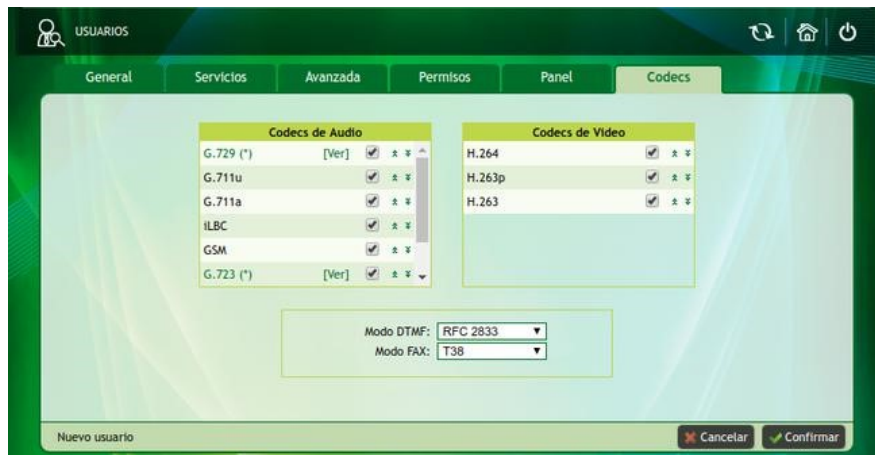 USUARIOS
General Servicios Avanzada Permisos Panel Codecs
Codecs de Audio
G.729 (*) [Ver]
G.711u
G.711a
iLBC
GSM
G.723 (*) [Ver]
Codecs de Video
H.264
H.263p
H.263
Modo DTMF: RFC 2833
Modo FAX: T38
Nuevo usuario Cancelar Confirmar